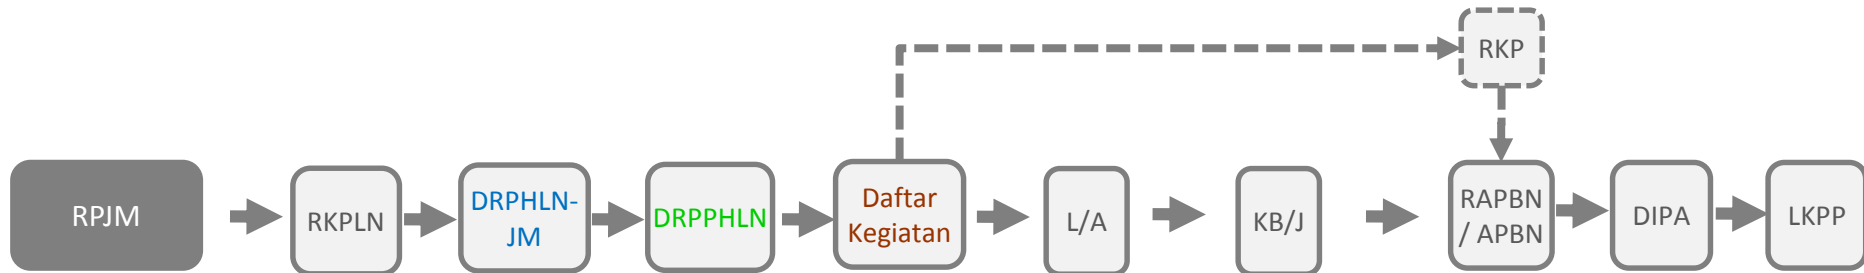 RKP
RPJM
RKPLN
DRPHLN-
JM
DRPPHLN
Daftar
Kegiatan
L/A
KB/J
RAPBN
/ APBN
DIPA
LKPP